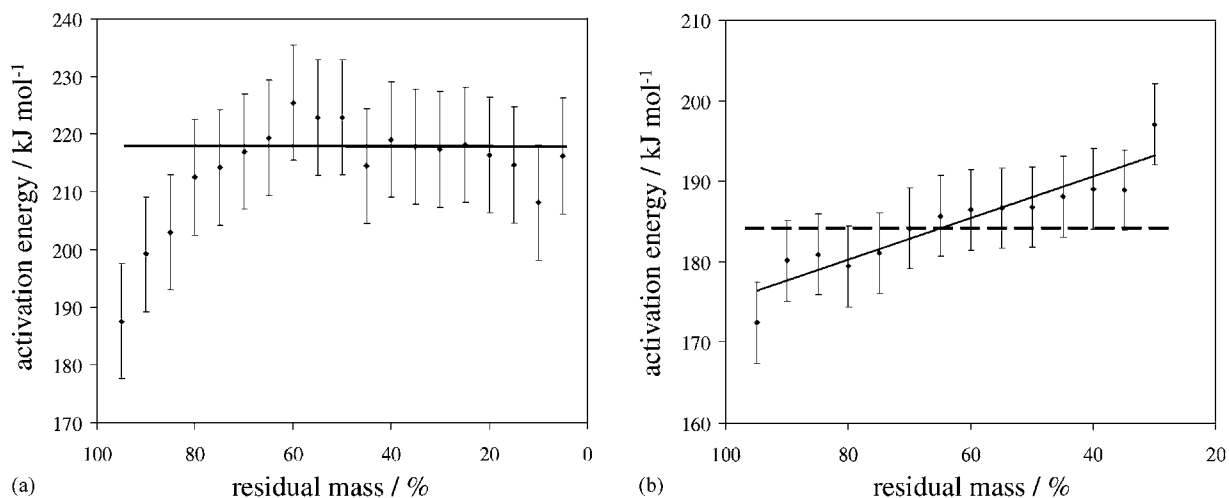 240
230
220
210
200
190
180
170
activation energy / kJ mol⁻¹
100 80 60 40 20 0
(a) residual mass / %
210
200
190
180
170
160
activation energy / kJ mol⁻¹
100 80 60 40 20
(b) residual mass / %